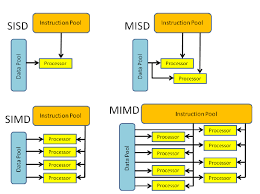 SISD
Instruction Pool
Data Pool
Processor
MISD
Instruction Pool
Data Pool
Processor
Processor
SIMD
Instruction Pool
Data Pool
Processor
Processor
Processor
Processor
MIMD
Instruction Pool
Data Pool
Processor
Processor
Processor
Processor
Processor
Processor
Processor
Processor